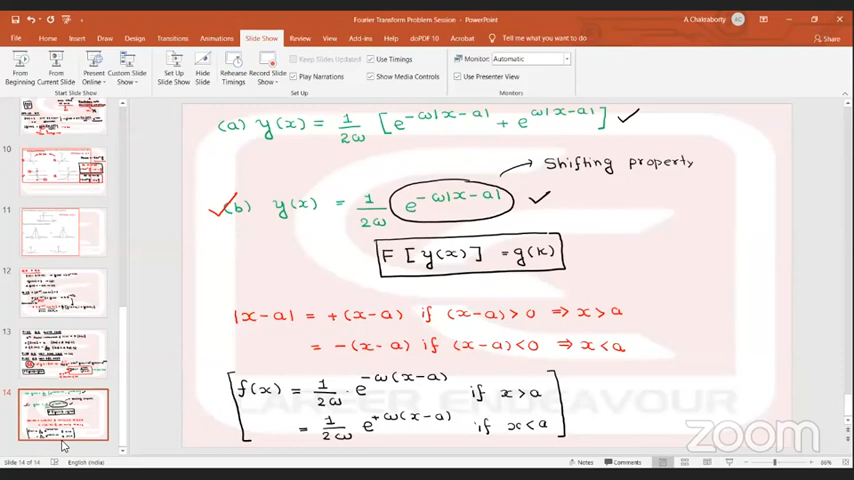 Fourier Transform Problem Session - PowerPoint
A Chakraborty AC
File Home Insert Draw Design Transitions Animations Slide Show Review View Add-ins Help doPDF 10 Acrobat Tell me what you want to do Share
From Beginning
From Current Slide
Present Online
Custom Slide Show
Set Up Slide Show
Hide Slide
Rehearse Timings
Record Slide Show
Keep Slides Updated
Use Timings
Play Narrations
Show Media Controls
Monitor: Automatic
Use Presenter View
Start Slide Show
Set Up
Monitors
10
11
12
13
14
(a) y(x) = 1/2ω [e^{-ω|x-a|} + e^{ω|x-a|}] ✓
→ Shifting property
✓ (b) y(x) = 1/2ω e^{-ω|x-a|} ✓
F [y(x)] = g(k)
|x-a| = +(x-a) if (x-a)>0 ⇒ x>a
= -(x-a) if (x-a)<0 ⇒ x<a
[f(x) = 1/2ω · e^{-ω(x-a)} if x>a
= 1/2ω e^{+ω(x-a)} if x<a]
CAREER ENDEAVOUR
zoom
Slide 14 of 14 English (India)
Notes Comments 86%